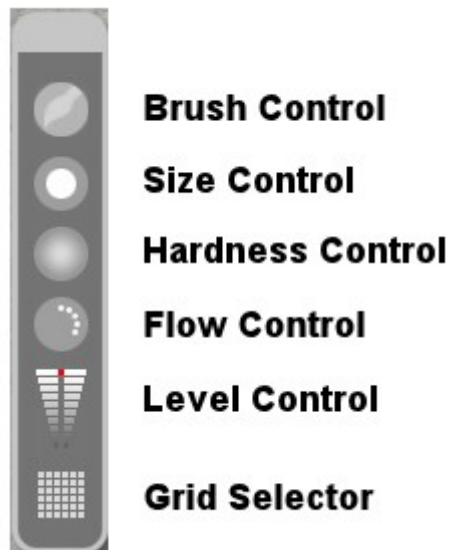 Brush Control
Size Control
Hardness Control
Flow Control
Level Control
Grid Selector